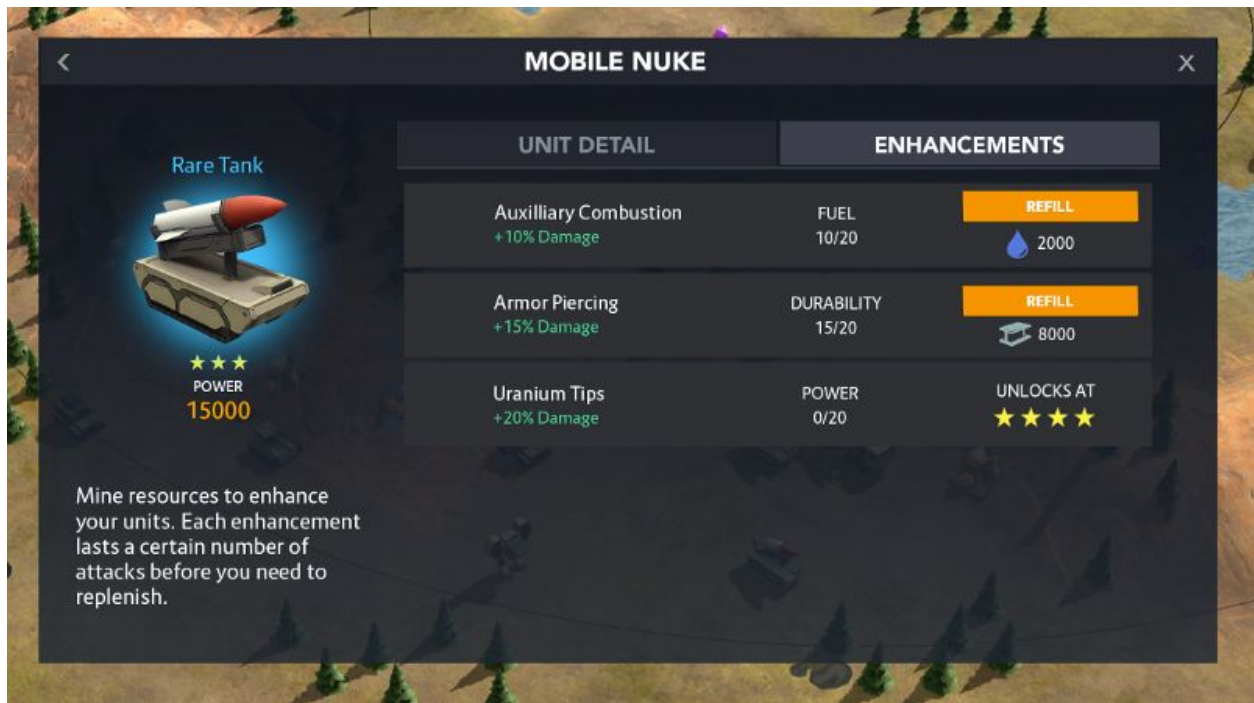 <
MOBILE NUKE
X
UNIT DETAIL
ENHANCEMENTS
Rare Tank
POWER
15000
Mine resources to enhance
your units. Each enhancement
lasts a certain number of
attacks before you need to
replenish.
Auxilliary Combustion
+10% Damage
FUEL
10/20
REFILL
2000
Armor Piercing
+15% Damage
DURABILITY
15/20
REFILL
8000
Uranium Tips
+20% Damage
POWER
0/20
UNLOCKS AT